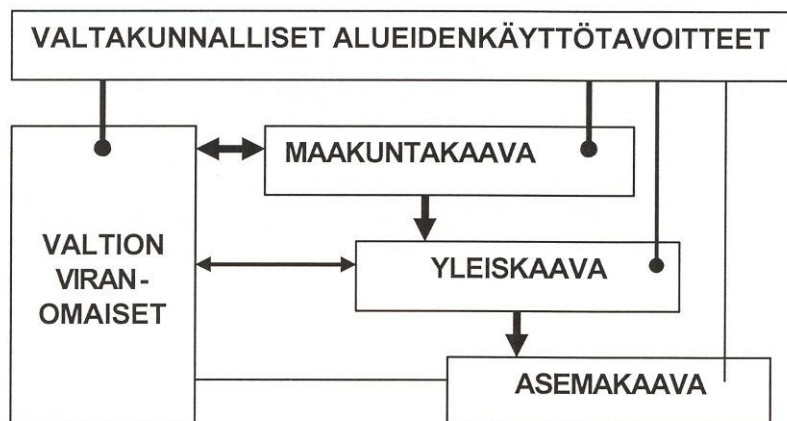 VALTAKUNNALLISET ALUEIDENKÄYTTÖTAVOITTEET
MAAKUNTAKAAVA
VALTION
VIRAN-
OMAISET
YLEISKAAVA
ASEMAKAAVA